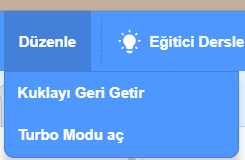 Düzenle
Eğitici Dersle
Kuklayı Geri Getir
Turbo Modu aç